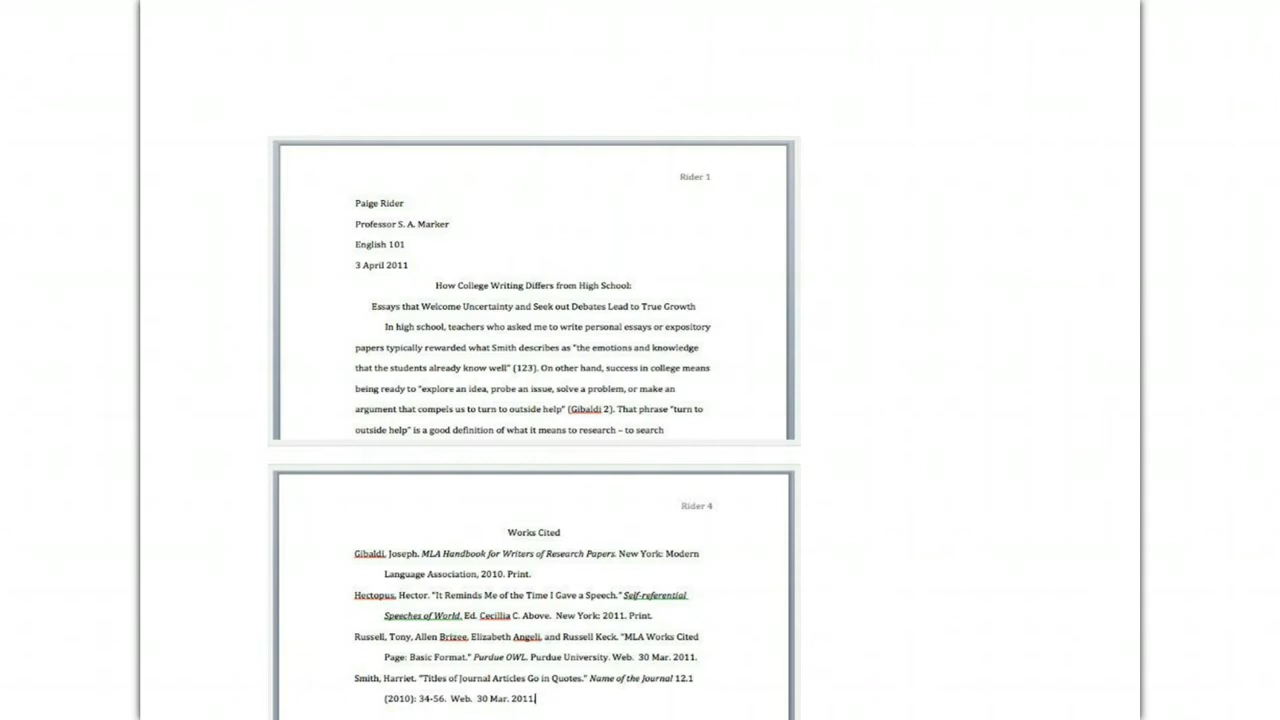 Rider 1
Paige Rider
Professor S. A. Marker
English 101
3 April 2011
How College Writing Differs from High School:
Essays that Welcome Uncertainty and Seek out Debates Lead to True Growth
In high school, teachers who asked me to write personal essays or expository
papers typically rewarded what Smith describes as “the emotions and knowledge
that the students already know well” (123). On other hand, success in college means
being ready to “explore an idea, probe an issue, solve a problem, or make an
argument that compels us to turn to outside help” (Gibaldi 2). That phrase “turn to
outside help” is a good definition of what it means to research – to search
Rider 4
Works Cited
Gibaldi, Joseph. MLA Handbook for Writers of Research Papers. New York: Modern
Language Association, 2010. Print.
Hectopus, Hector. “It Reminds Me of the Time I Gave a Speech.” Self-referential
Speeches of World. Ed. Cecillia C. Above. New York: 2011. Print.
Russell, Tony, Allen Brizee, Elizabeth Angeli, and Russell Keck. “MLA Works Cited
Page: Basic Format.” Purdue OWL. Purdue University. Web. 30 Mar. 2011.
Smith, Harriet. “Titles of Journal Articles Go in Quotes.” Name of the Journal 12.1
(2010): 34-56. Web. 30 Mar. 2011.